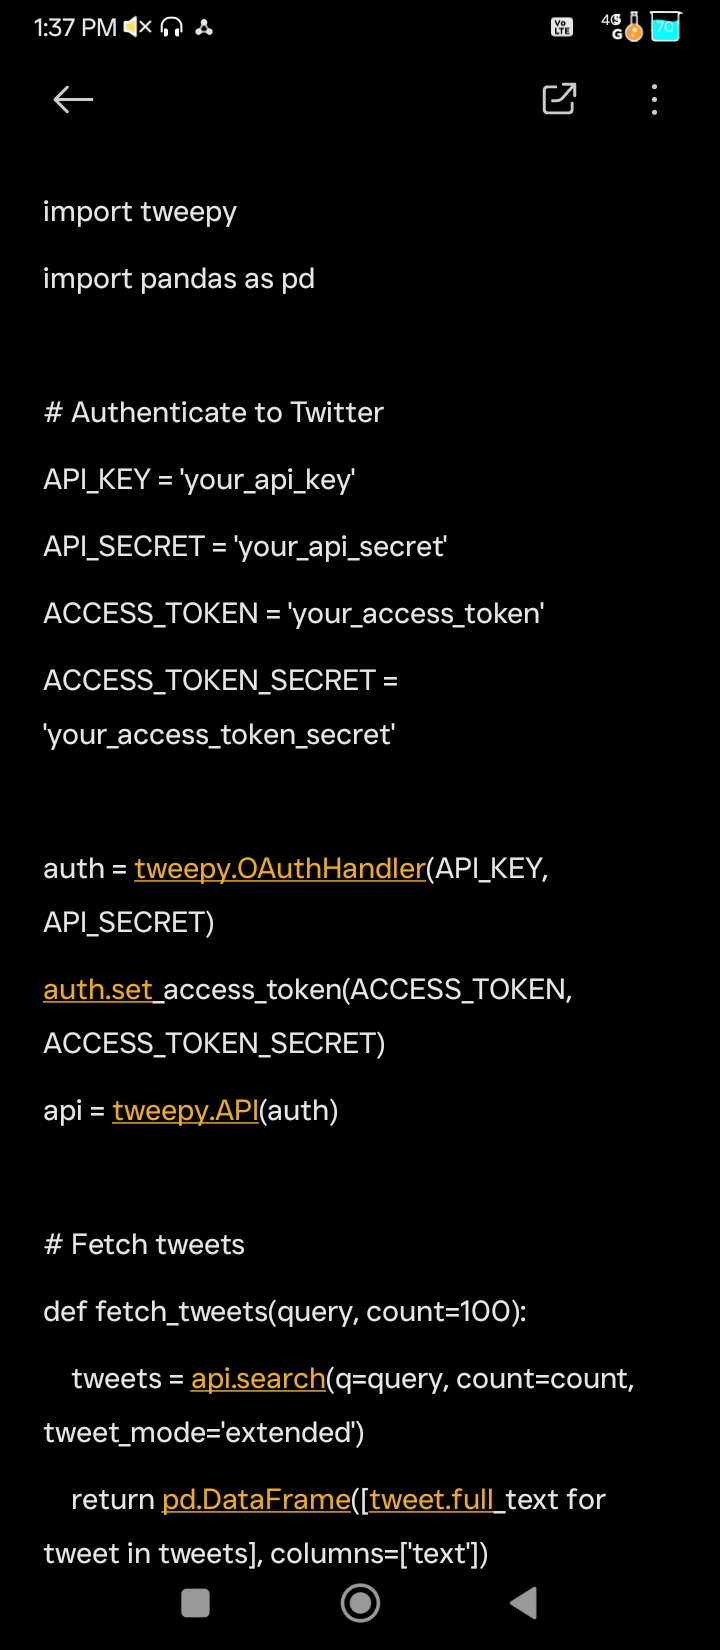 1:37 PM
Vo LTE
4G 5G
70
import tweepy
import pandas as pd
# Authenticate to Twitter
API_KEY = 'your_api_key'
API_SECRET = 'your_api_secret'
ACCESS_TOKEN = 'your_access_token'
ACCESS_TOKEN_SECRET =
'your_access_token_secret'
auth = tweepy.OAuthHandler(API_KEY,
API_SECRET)
auth.set_access_token(ACCESS_TOKEN,
ACCESS_TOKEN_SECRET)
api = tweepy.API(auth)
# Fetch tweets
def fetch_tweets(query, count=100):
    tweets = api.search(q=query, count=count,
tweet_mode='extended')
    return pd.DataFrame([tweet.full_text for
tweet in tweets], columns=['text'])